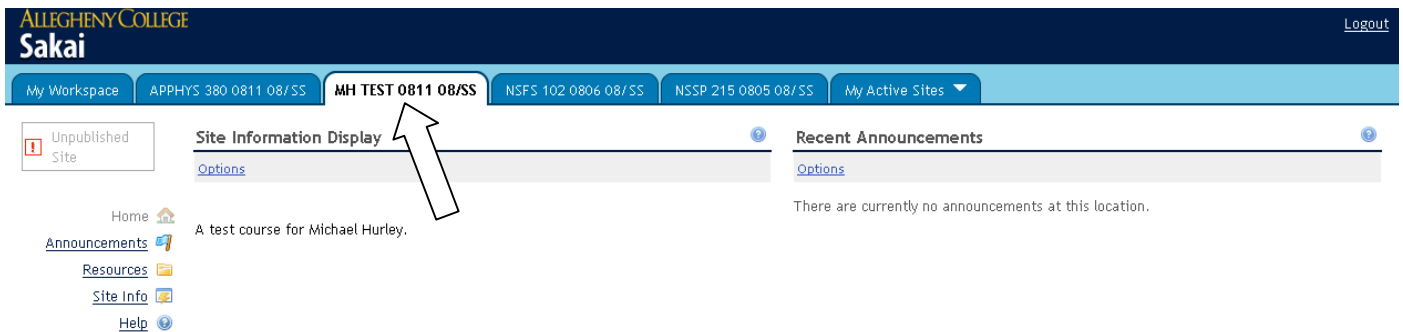 ALLEGHENY COLLEGE
Sakai
Logout
My Workspace
APPHYS 380 0811 08/SS
MH TEST 0811 08/SS
NSFS 102 0806 08/SS
NSSP 215 0805 08/SS
My Active Sites
Unpublished
Site
Site Information Display
Options
A test course for Michael Hurley.
Recent Announcements
Options
There are currently no announcements at this location.
Home
Announcements
Resources
Site Info
Help